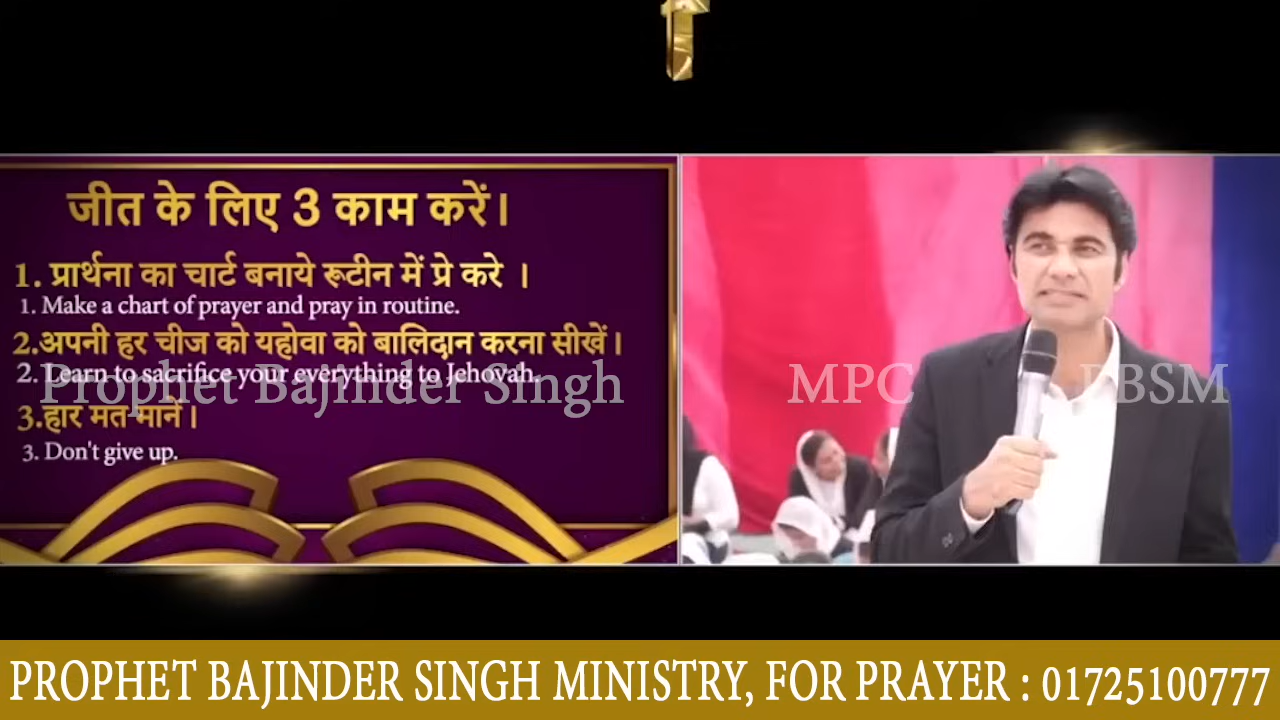 जीत के लिए 3 काम करें।
1. प्रार्थना का चार्ट बनाये रूटीन में प्रे करे ।
1. Make a chart of prayer and pray in routine.
2.अपनी हर चीज को यहोवा को बालिदान करना सीखें।
2. Learn to sacrifice your everything to Jehovah.
Prophet Bajinder Singh
MPC PBSM
3.हार मत मानें।
3. Don't give up.
PROPHET BAJINDER SINGH MINISTRY, FOR PRAYER : 01725100777